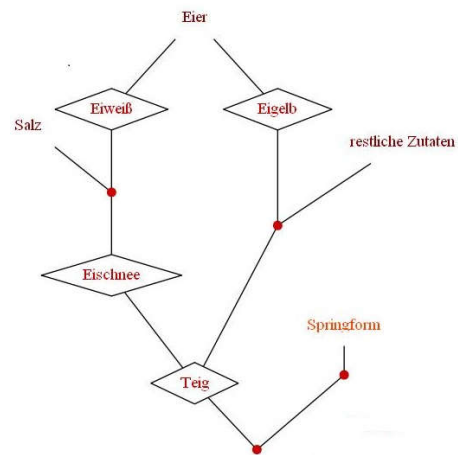 Eier
Eiweiß
Eigelb
Salz
restliche Zutaten
Eischnee
Springform
Teig